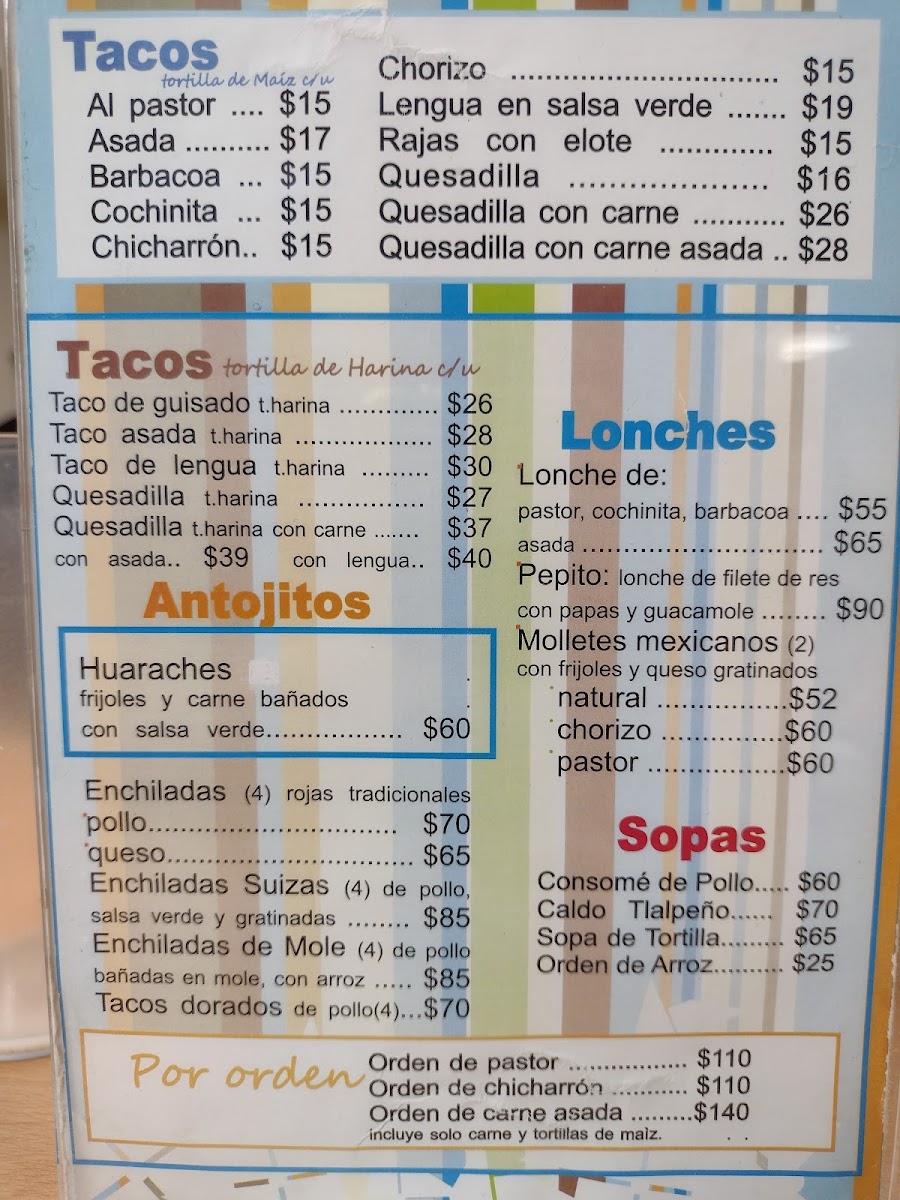 Tacos
tortilla de Maíz c/u
Al pastor .... $15
Asada .......... $17
Barbacoa ... $15
Cochinita ... $15
Chicharrón.. $15
Chorizo ................................ $15
Lengua en salsa verde ....... $19
Rajas con elote ............. $15
Quesadilla ..................... $16
Quesadilla con carne ........... $26
Quesadilla con carne asada .. $28
Tacos tortilla de Harina c/u
Taco de guisado t.harina ............. $26
Taco asada t.harina .................. $28
Taco de lengua t.harina ......... $30
Quesadilla t.harina ................ $27
Quesadilla t.harina con carne ....... $37
con asada.. $39 con lengua.. $40
Antojitos
Huaraches
frijoles y carne bañados
con salsa verde................. $60
Enchiladas (4) rojas tradicionales
pollo................................ $70
queso................................ $65
Enchiladas Suizas (4) de pollo,
salsa verde y gratinadas ........ $85
Enchiladas de Mole (4) de pollo
bañadas en mole, con arroz ..... $85
Tacos dorados de pollo(4)...$70
Lonches
Lonche de:
pastor, cochinita, barbacoa .... $55
asada ................................ $65
Pepito: lonche de filete de res
con papas y guacamole ........ $90
Molletes mexicanos (2)
con frijoles y queso gratinados
natural ................$52
chorizo ...............$60
pastor .................$60
Sopas
Consomé de Pollo..... $60
Caldo Tlalpeño...... $70
Sopa de Tortilla......... $65
Orden de Arroz.......... $25
Por orden
Orden de pastor ................. $110
Orden de chicharrón ........... $110
Orden de carne asada .........$140
incluye solo carne y tortillas de maìz.